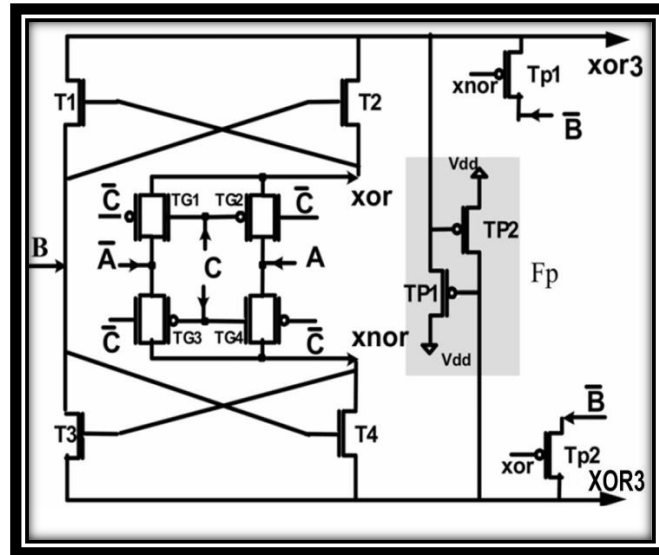 xor3
T1
T2
xnor
Tp1
B̅
Vdd
xor
C̅
TG1
TG2
C̅
TP2
B
A̅
C
A
Fp
TP1
C̅
TG3
TG4
C̅
xnor
Vdd
B̅
T3
T4
xor
Tp2
XOR3